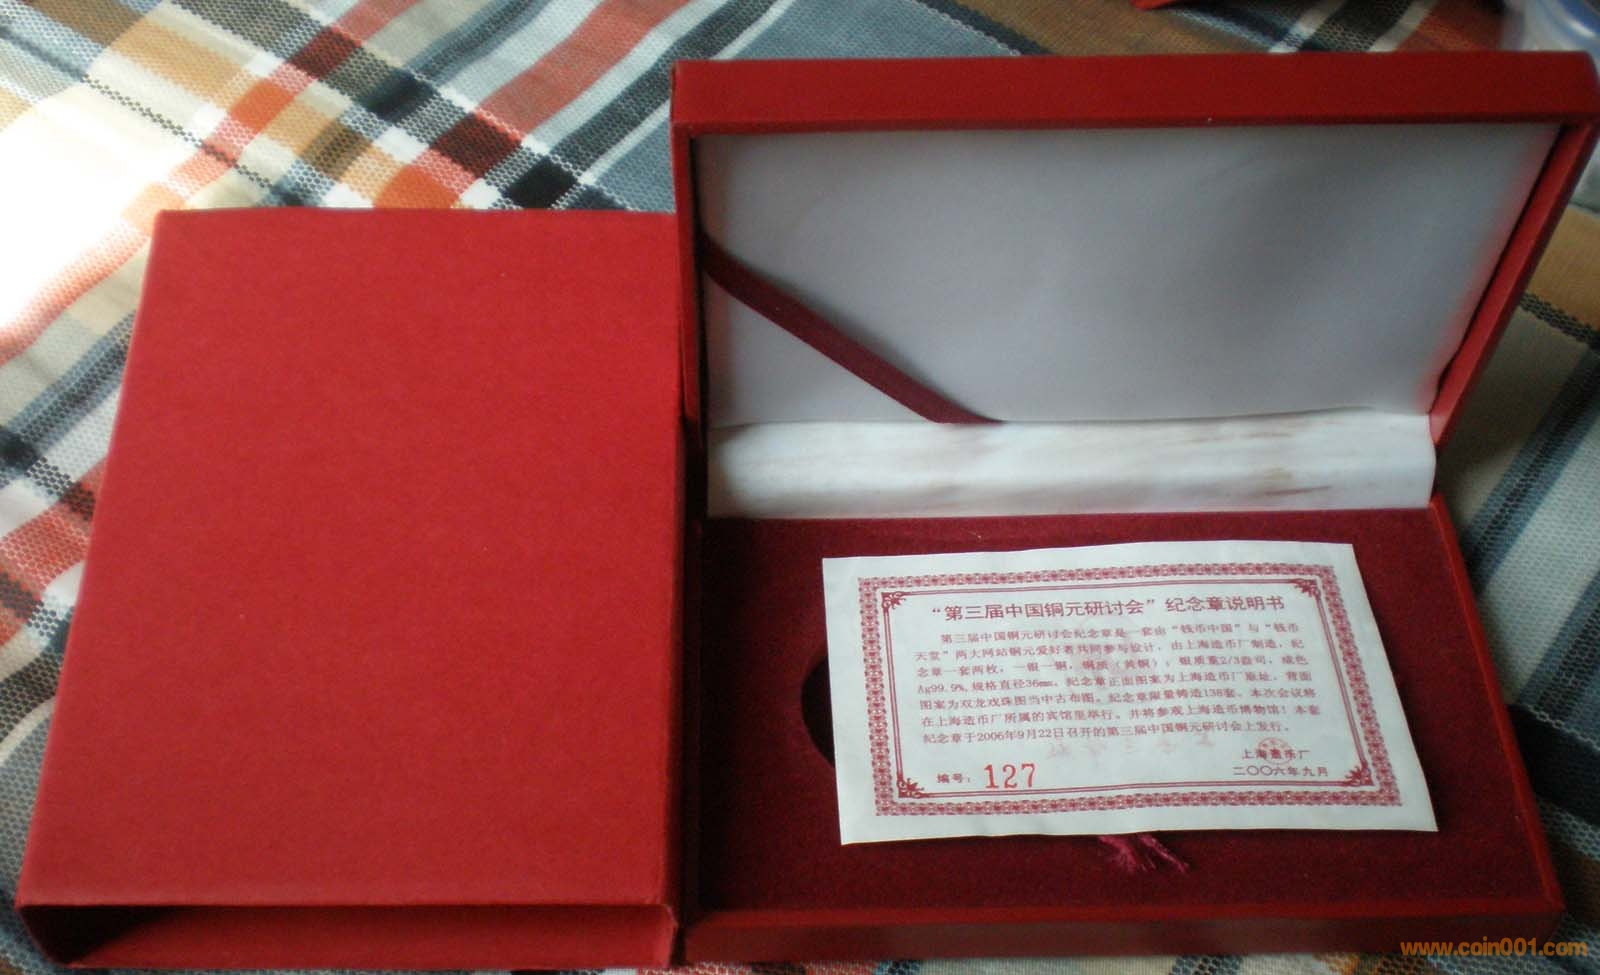 “第三届中国铜元研讨会”纪念章说明书
第三届中国铜元研讨会纪念章是一套由“钱币中国”与“钱币
天堂”两大网站铜元爱好者共同参与设计，由上海造币厂制造，纪
念章一套两枚，一银一铜，铜质（黄铜）；银质重2/3盎司，成色
Ag99.9%，规格直径36mm。纪念章正面图案为上海造币厂原址，背面
图案为双龙戏珠图当中古布图。纪念章限量铸造138套。本次会议将
在上海造币厂所属的宾馆里举行。并将参观上海造币博物馆！本套
纪念章于2006年9月22日召开的第三届中国铜元研讨会上发行。
上海造币厂
编号：127
二〇〇六年九月
www.coin001.com